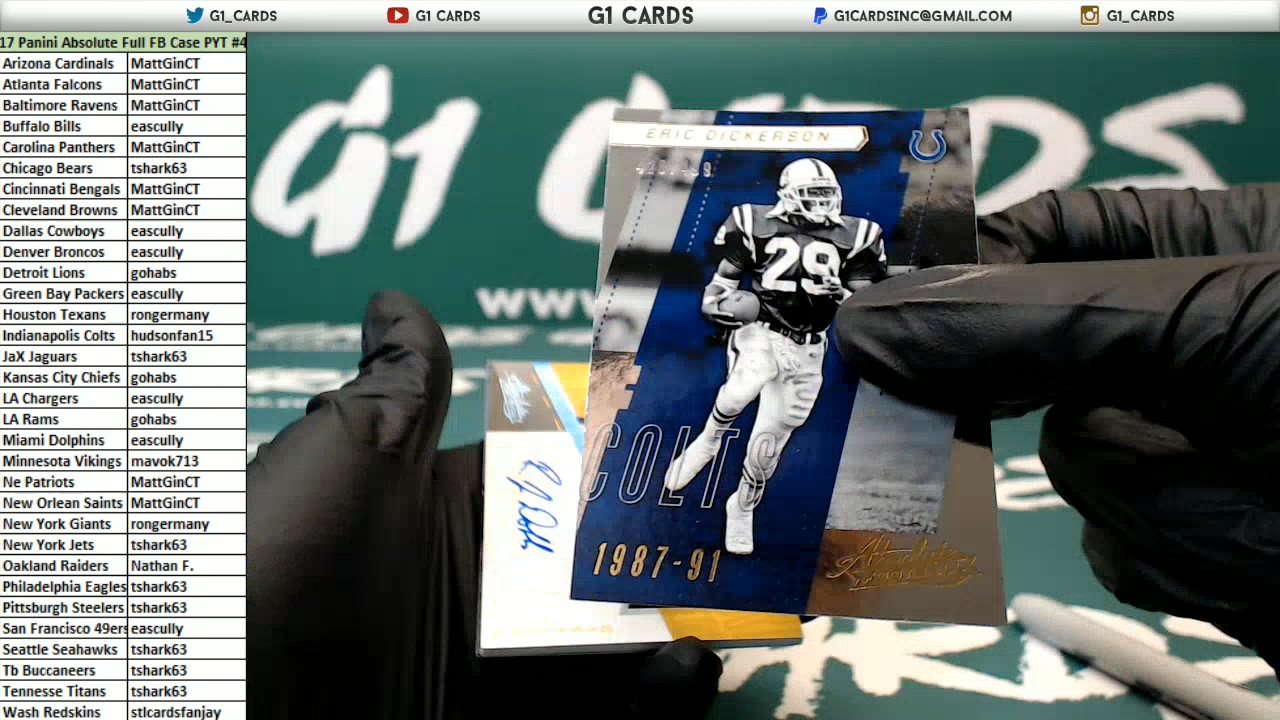 G1_CARDS G1 CARDS G1 CARDS G1CARDSINC@GMAIL.COM G1_CARDS
17 Panini Absolute Full FB Case PYT #4
Arizona Cardinals MattGinCT
Atlanta Falcons MattGinCT
Baltimore Ravens MattGinCT
Buffalo Bills eascully
Carolina Panthers MattGinCT
Chicago Bears tshark63
Cincinnati Bengals MattGinCT
Cleveland Browns MattGinCT
Dallas Cowboys eascully
Denver Broncos eascully
Detroit Lions gohabs
Green Bay Packers eascully
Houston Texans rongermany
Indianapolis Colts hudsonfan15
JaX Jaguars tshark63
Kansas City Chiefs gohabs
LA Chargers eascully
LA Rams gohabs
Miami Dolphins eascully
Minnesota Vikings mavok713
Ne Patriots MattGinCT
New Orlean Saints MattGinCT
New York Giants rongermany
New York Jets tshark63
Oakland Raiders Nathan F.
Philadelphia Eagles tshark63
Pittsburgh Steelers tshark63
San Francisco 49ers eascully
Seattle Seahawks tshark63
Tb Buccaneers tshark63
Tennesse Titans tshark63
Wash Redskins stlcardsfanjay
G1 CARDS
www
ERIC DICKERSON
29
COLTS
1987-91
Absolute